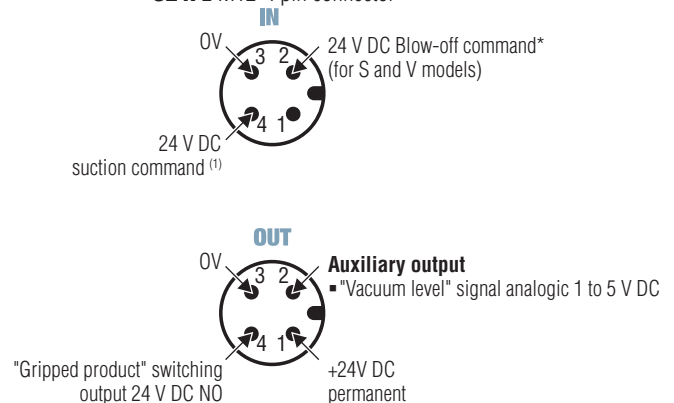 IN
0V
3 2
24 V DC Blow-off command*
(for S and V models)
4 1
24 V DC
suction command (1)
OUT
0V
3 2
Auxiliary output
▪ "Vacuum level" signal analogic 1 to 5 V DC
4 1
"Gripped product" switching
output 24 V DC NO
+24V DC
permanent